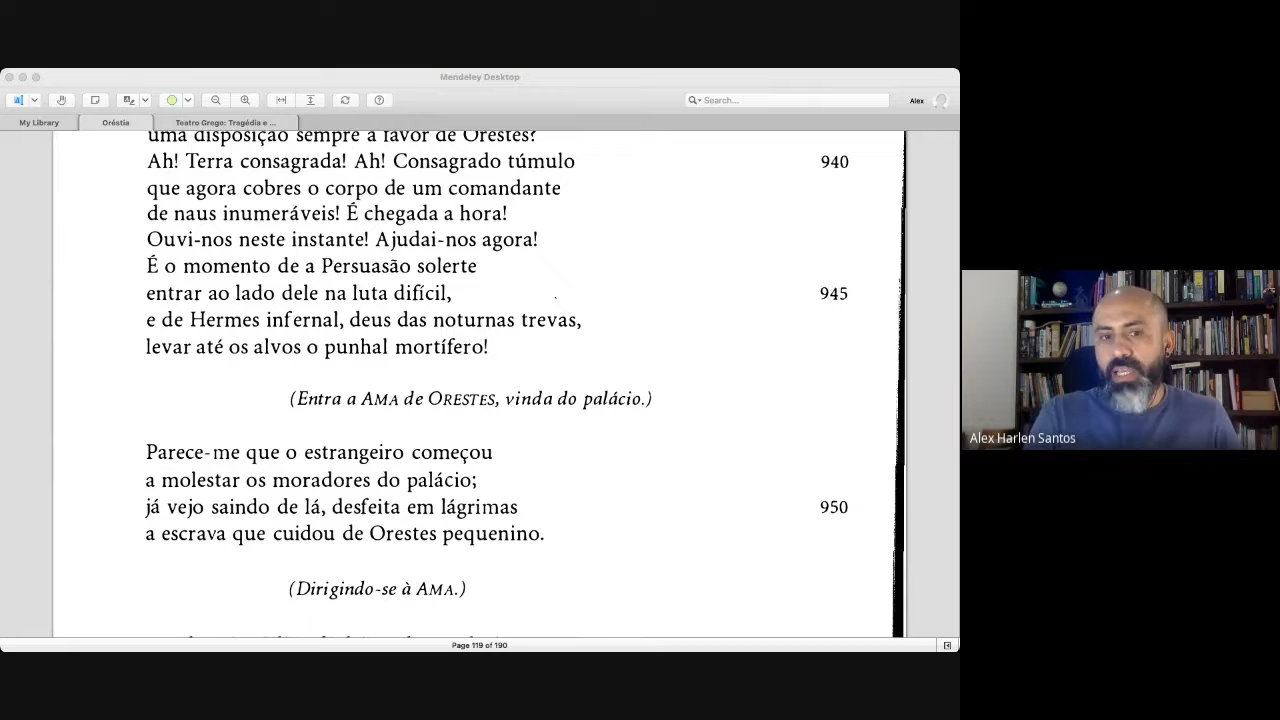 Mendeley Desktop
Search...
Alex
My Library
Oréstia
Teatro Grego: Tragédia e ...
uma disposição sempre a favor de Orestes?
Ah! Terra consagrada! Ah! Consagrado túmulo 940
que agora cobres o corpo de um comandante
de naus inumeráveis! É chegada a hora!
Ouvi-nos neste instante! Ajudai-nos agora!
É o momento de a Persuasão solerte
entrar ao lado dele na luta difícil, 945
e de Hermes infernal, deus das noturnas trevas,
levar até os alvos o punhal mortífero!
(Entra a AMA de ORESTES, vinda do palácio.)
Parece-me que o estrangeiro começou
a molestar os moradores do palácio;
já vejo saindo de lá, desfeita em lágrimas 950
a escrava que cuidou de Orestes pequenino.
(Dirigindo-se à AMA.)
Page 119 of 190
Alex Harlen Santos